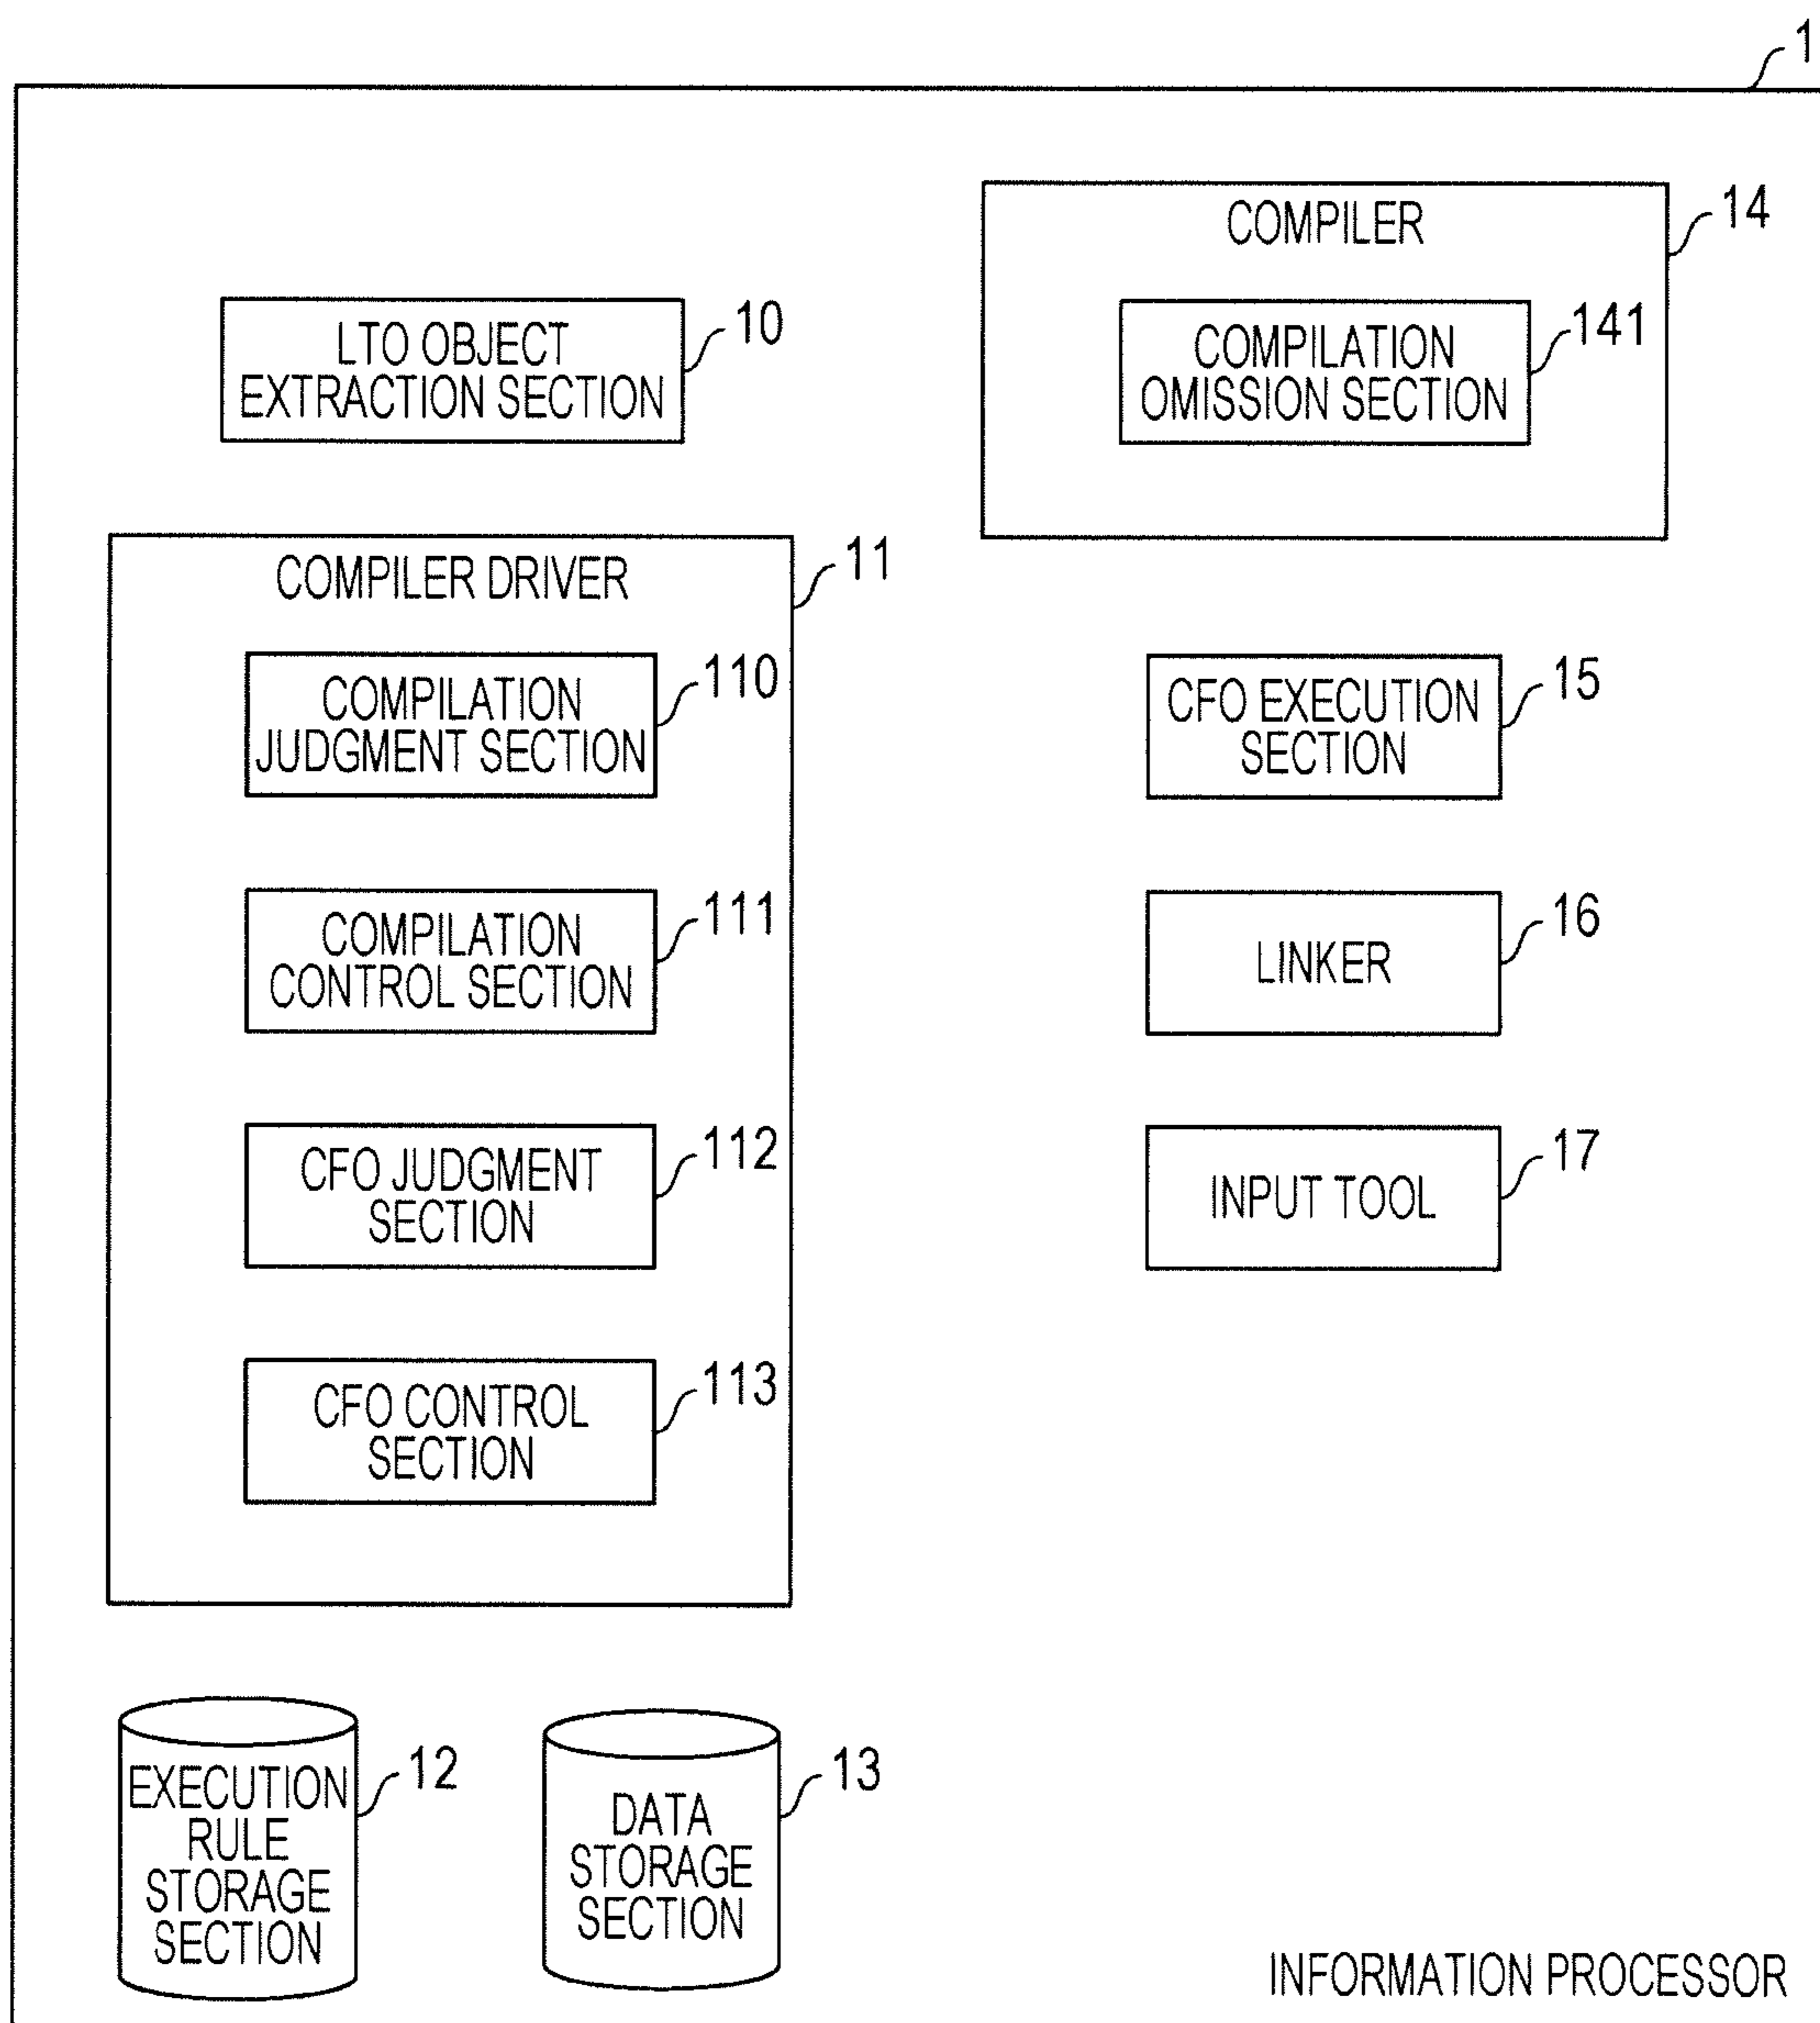 1
COMPILER
14
COMPILATION
OMISSION SECTION
141
LTO OBJECT
EXTRACTION SECTION
10
COMPILER DRIVER
11
COMPILATION
JUDGMENT SECTION
110
COMPILATION
CONTROL SECTION
111
CFO JUDGMENT
SECTION
112
CFO CONTROL
SECTION
113
CFO EXECUTION
SECTION
15
LINKER
16
INPUT TOOL
17
EXECUTION
RULE
STORAGE
SECTION
12
DATA
STORAGE
SECTION
13
INFORMATION PROCESSOR